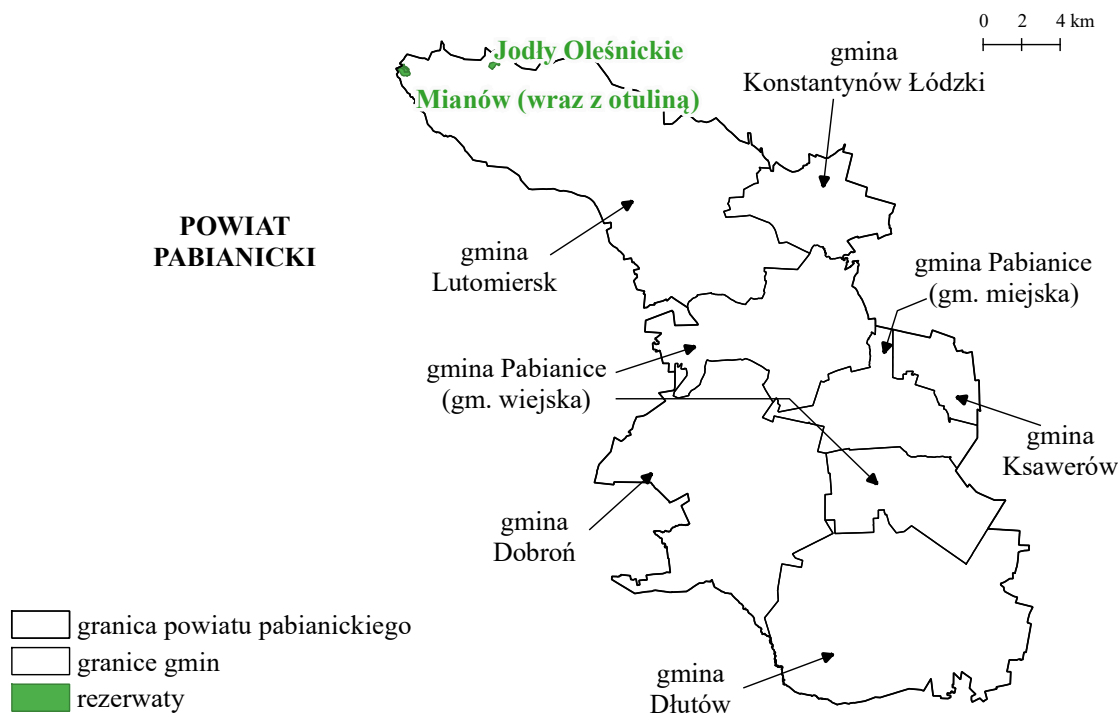 0 2 4 km
Jodły Oleśnickie
Mianów (wraz z otuliną)
gmina
Konstantynów Łódzki
POWIAT
PABIANICKI
gmina
Lutomiersk
gmina Pabianice
(gm. miejska)
gmina Pabianice
(gm. wiejska)
gmina
Ksawerów
gmina
Dobroń
gmina
Dłutów
granica powiatu pabianickiego
granice gmin
rezerwaty